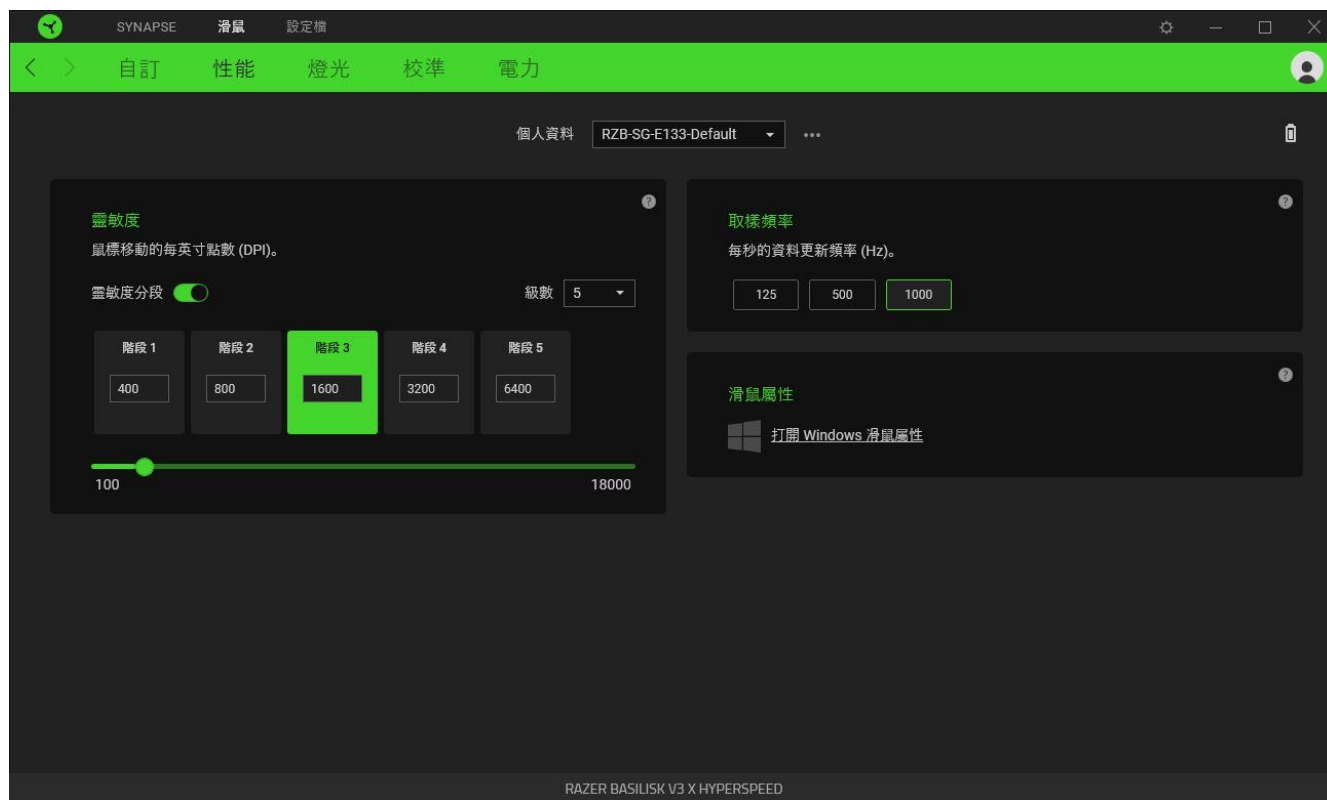 SYNAPSE 滑鼠 設定檔
自訂 性能 燈光 校準 電力
個人資料 RZB-SG-E133-Default
靈敏度
鼠標移動的每英寸點數 (DPI)。
靈敏度分段 級數 5
階段 1 階段 2 階段 3 階段 4 階段 5
400 800 1600 3200 6400
100 18000
取樣頻率
每秒的資料更新頻率 (Hz)。
125 500 1000
滑鼠屬性
打開 Windows 滑鼠屬性
RAZER BASILISK V3 X HYPERSPEED